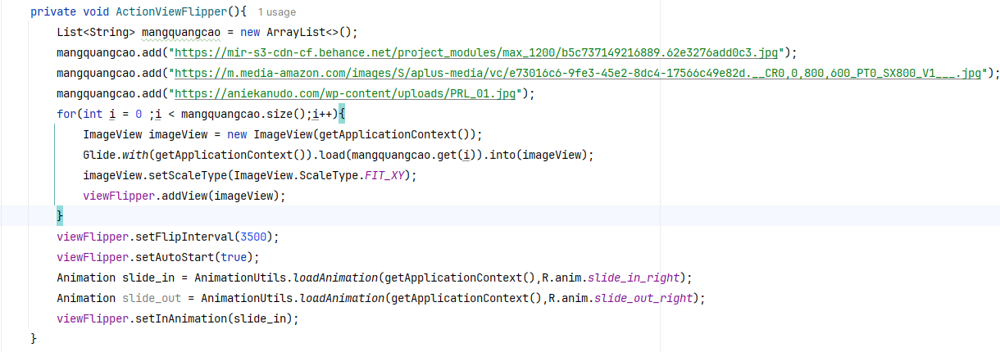 private void ActionViewFlipper(){ 1 usage
List<String> mangquangcao = new ArrayList<>();
mangquangcao.add("https://mir-s3-cdn-cf.behance.net/project_modules/max_1200/b5c737149216889.62e3276add0c3.jpg");
mangquangcao.add("https://m.media-amazon.com/images/S/aplus-media/vc/e73016c6-9fe3-45e2-8dc4-17566c49e82d.__CR0,0,800,600_PT0_SX800_V1___.jpg");
mangquangcao.add("https://aniekanudo.com/wp-content/uploads/PRL_01.jpg");
for(int i = 0 ;i < mangquangcao.size();i++){
ImageView imageView = new ImageView(getApplicationContext());
Glide.with(getApplicationContext()).load(mangquangcao.get(i)).into(imageView);
imageView.setScaleType(ImageView.ScaleType.FIT_XY);
viewFlipper.addView(imageView);
}
viewFlipper.setFlipInterval(3500);
viewFlipper.setAutoStart(true);
Animation slide_in = AnimationUtils.loadAnimation(getApplicationContext(),R.anim.slide_in_right);
Animation slide_out = AnimationUtils.loadAnimation(getApplicationContext(),R.anim.slide_out_right);
viewFlipper.setInAnimation(slide_in);
}